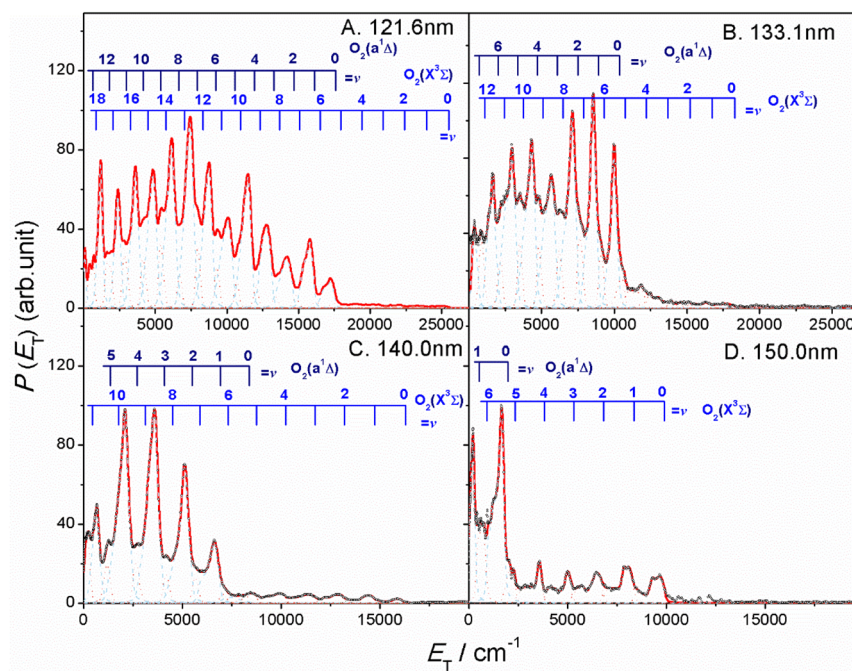 A. 121.6nm
12 10 8 6 4 2 0 O2(a¹Δ)
=v
O2(X³Σ)
18 16 14 12 10 8 6 4 2 0
=v
B. 133.1nm
6 4 2 0 O2(a¹Δ)
=v
12 10 8 6 4 2 0
=v O2(X³Σ)
120
80
40
0
5000 10000 15000 20000 25000
5000 10000 15000 20000 25000
C. 140.0nm
5 4 3 2 1 0
=v O2(a¹Δ)
O2(X³Σ)
10 8 6 4 2 0
=v
D. 150.0nm
1 0
=v O2(a¹Δ)
6 5 4 3 2 1 0
=v O2(X³Σ)
120
80
40
0
0 5000 10000 15000
0 5000 10000 15000
P(ET) (arb.unit)
ET / cm⁻¹